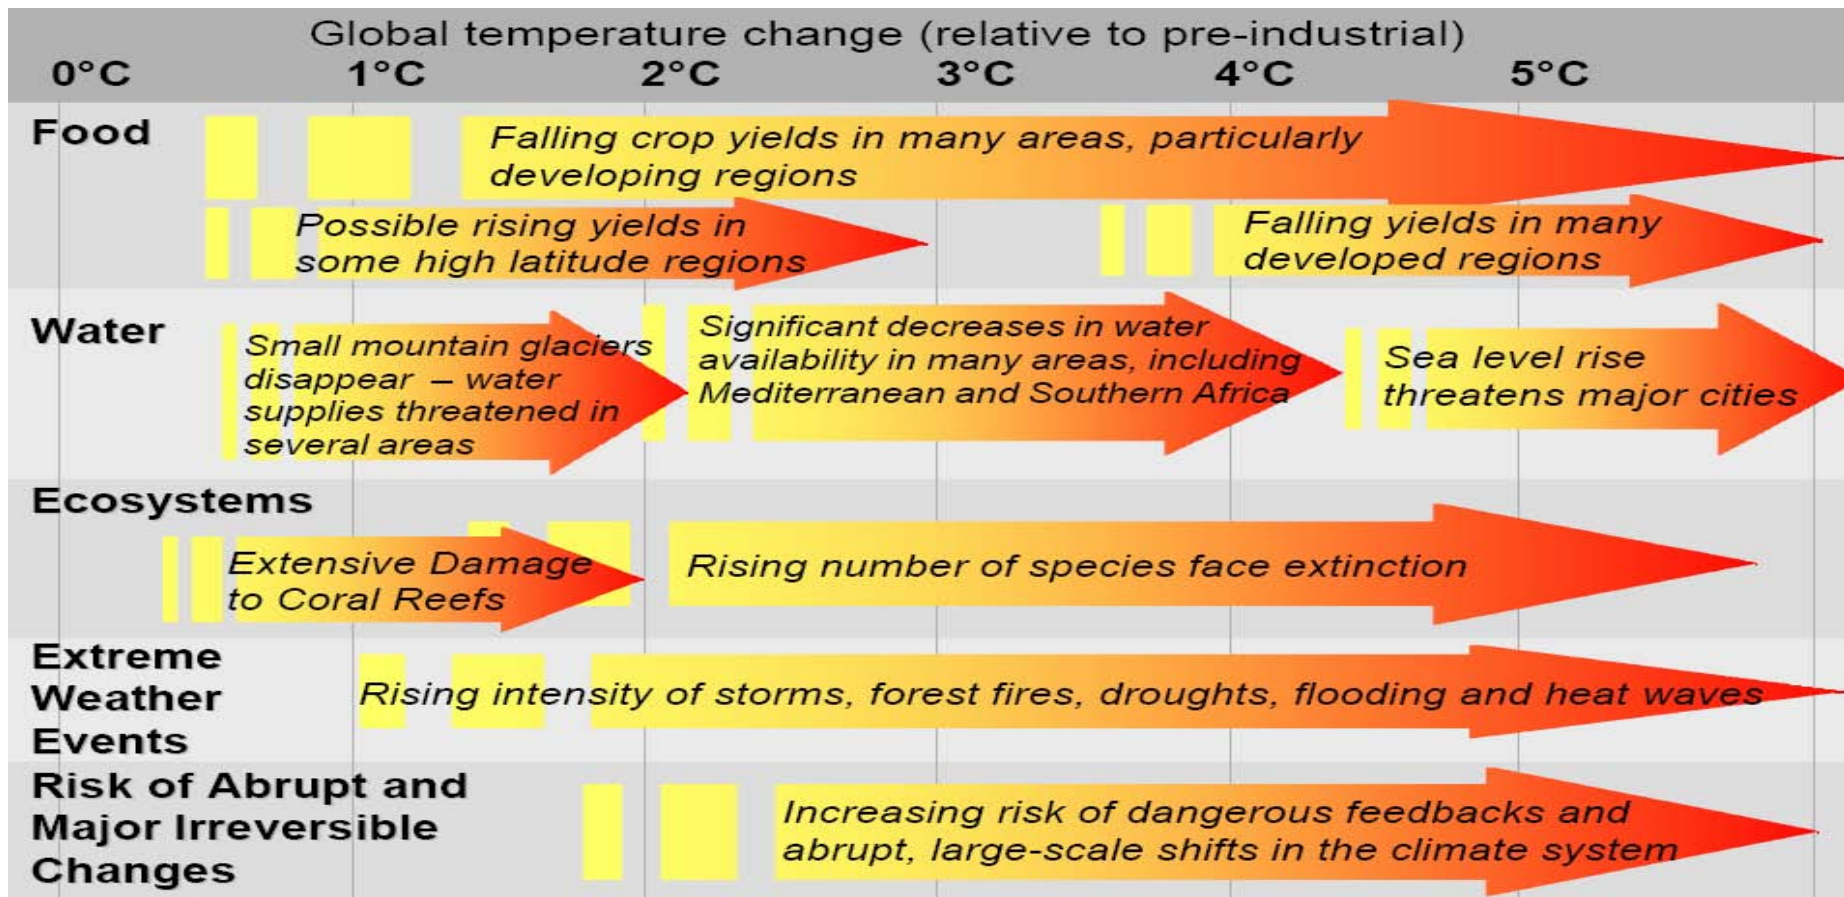 Global temperature change (relative to pre-industrial)
0°C 1°C 2°C 3°C 4°C 5°C
Food
Falling crop yields in many areas, particularly
developing regions
Possible rising yields in
some high latitude regions
Falling yields in many
developed regions
Water
Small mountain glaciers
disappear – water
supplies threatened in
several areas
Significant decreases in water
availability in many areas, including
Mediterranean and Southern Africa
Sea level rise
threatens major cities
Ecosystems
Extensive Damage
to Coral Reefs
Rising number of species face extinction
Extreme
Weather
Events
Rising intensity of storms, forest fires, droughts, flooding and heat waves
Risk of Abrupt and
Major Irreversible
Changes
Increasing risk of dangerous feedbacks and
abrupt, large-scale shifts in the climate system